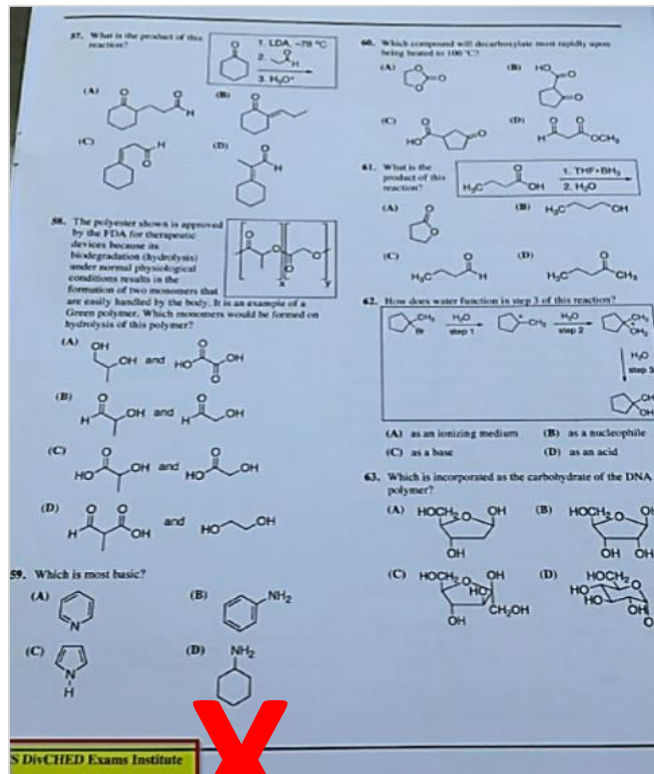 57. What is the product of this
reaction?
1. LDA, -78 °C
2.
3. H₃O⁺
(A)
(B)
(C)
(D)
58. The polyester shown is approved
by the FDA for therapeutic
devices because its
biodegradation (hydrolysis)
under normal physiological
conditions results in the
formation of two monomers that
are easily handled by the body. It is an example of a
Green polymer. Which monomers would be formed on
hydrolysis of this polymer?
(A) OH OH and HO O O OH
(B) H O OH and H O OH
(C) HO O OH and HO O OH
(D) H O O OH and HO OH
59. Which is most basic?
(A) N
(B) NH₂
(C) N H
(D) NH₂
S DivCHED Exams Institute
X
60. Which compound will decarboxylate most rapidly upon
being heated to 100 °C?
(A)
(B) HO O O
(C) HO O O
(D) H O O OCH₃
61. What is the
product of this
reaction?
H₃C O OH
1. THF•BH₃
2. H₂O
(A)
(B) H₃C OH
(C) H₃C O H
(D) H₃C O CH₃
62. How does water function in step 3 of this reaction?
CH₃ Br H₂O step 1 CH₃ H₂O step 2 CH₃ OH₂
H₂O
step 3
CH
OH
(A) as an ionizing medium (B) as a nucleophile
(C) as a base (D) as an acid
63. Which is incorporated as the carbohydrate of the DNA
polymer?
(A) HOCH₂ O OH OH
(B) HOCH₂ O OH OH OH
(C) HOCH₂ O OH HO CH₂OH OH
(D) HOCH₂ HO HO O OH